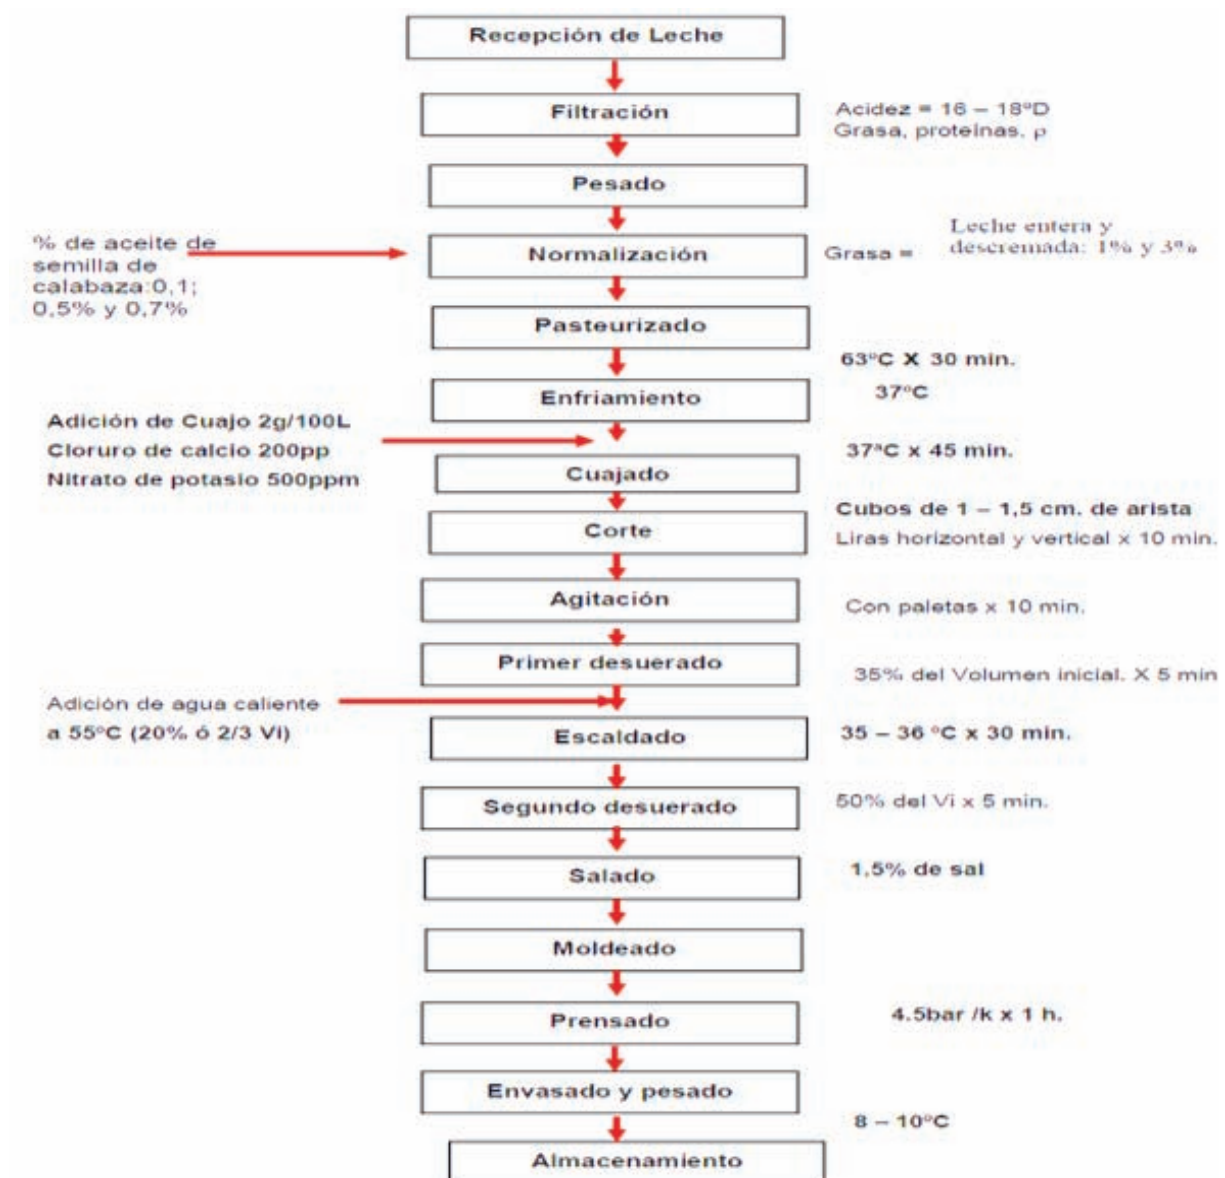 Recepción de Leche
Filtración
Acidez = 16 – 18ºD
Grasa, proteínas, ρ
Pesado
% de aceite de
semilla de
calabaza:0,1;
0,5% y 0,7%
Normalización
Grasa =
Leche entera y
descremada: 1% y 3%
Pasteurizado
63ºC X 30 min.
Enfriamiento
37ºC
Adición de Cuajo 2g/100L
Cloruro de calcio 200pp
Nitrato de potasio 500ppm
37ªC x 45 min.
Cuajado
Corte
Cubos de 1 – 1,5 cm. de arista
Liras horizontal y vertical x 10 min.
Agitación
Con paletas x 10 min.
Primer desuerado
35% del Volumen inicial. X 5 min
Adición de agua caliente
a 55ºC (20% ó 2/3 Vi)
Escaldado
35 – 36 ºC x 30 min.
Segundo desuerado
50% del Vi x 5 min.
Salado
1,5% de sal
Moldeado
Prensado
4.5bar /k x 1 h.
Envasado y pesado
8 – 10ºC
Almacenamiento